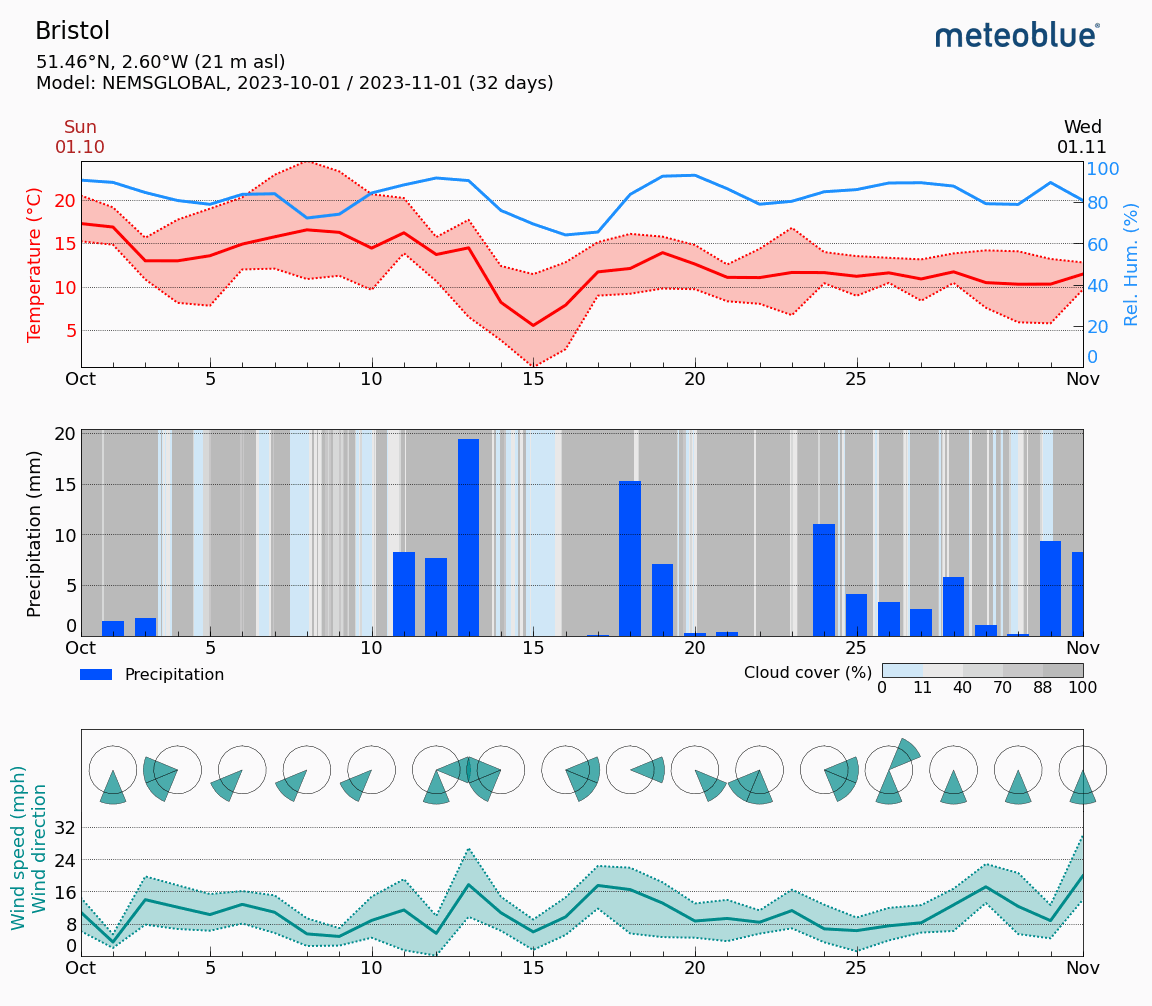 Bristol
meteoblue®
51.46°N, 2.60°W (21 m asl)
Model: NEMSGLOBAL, 2023-10-01 / 2023-11-01 (32 days)
Sun
01.10
Wed
01.11
Temperature (°C)
20
15
10
5
100
80
60
40
20
0
Rel. Hum. (%)
Oct 5 10 15 20 25 Nov
Precipitation (mm)
20
15
10
5
0
Oct 5 10 15 20 25 Nov
Precipitation
Cloud cover (%)
0 11 40 70 88 100
Wind speed (mph)
Wind direction
32
24
16
8
0
Oct 5 10 15 20 25 Nov